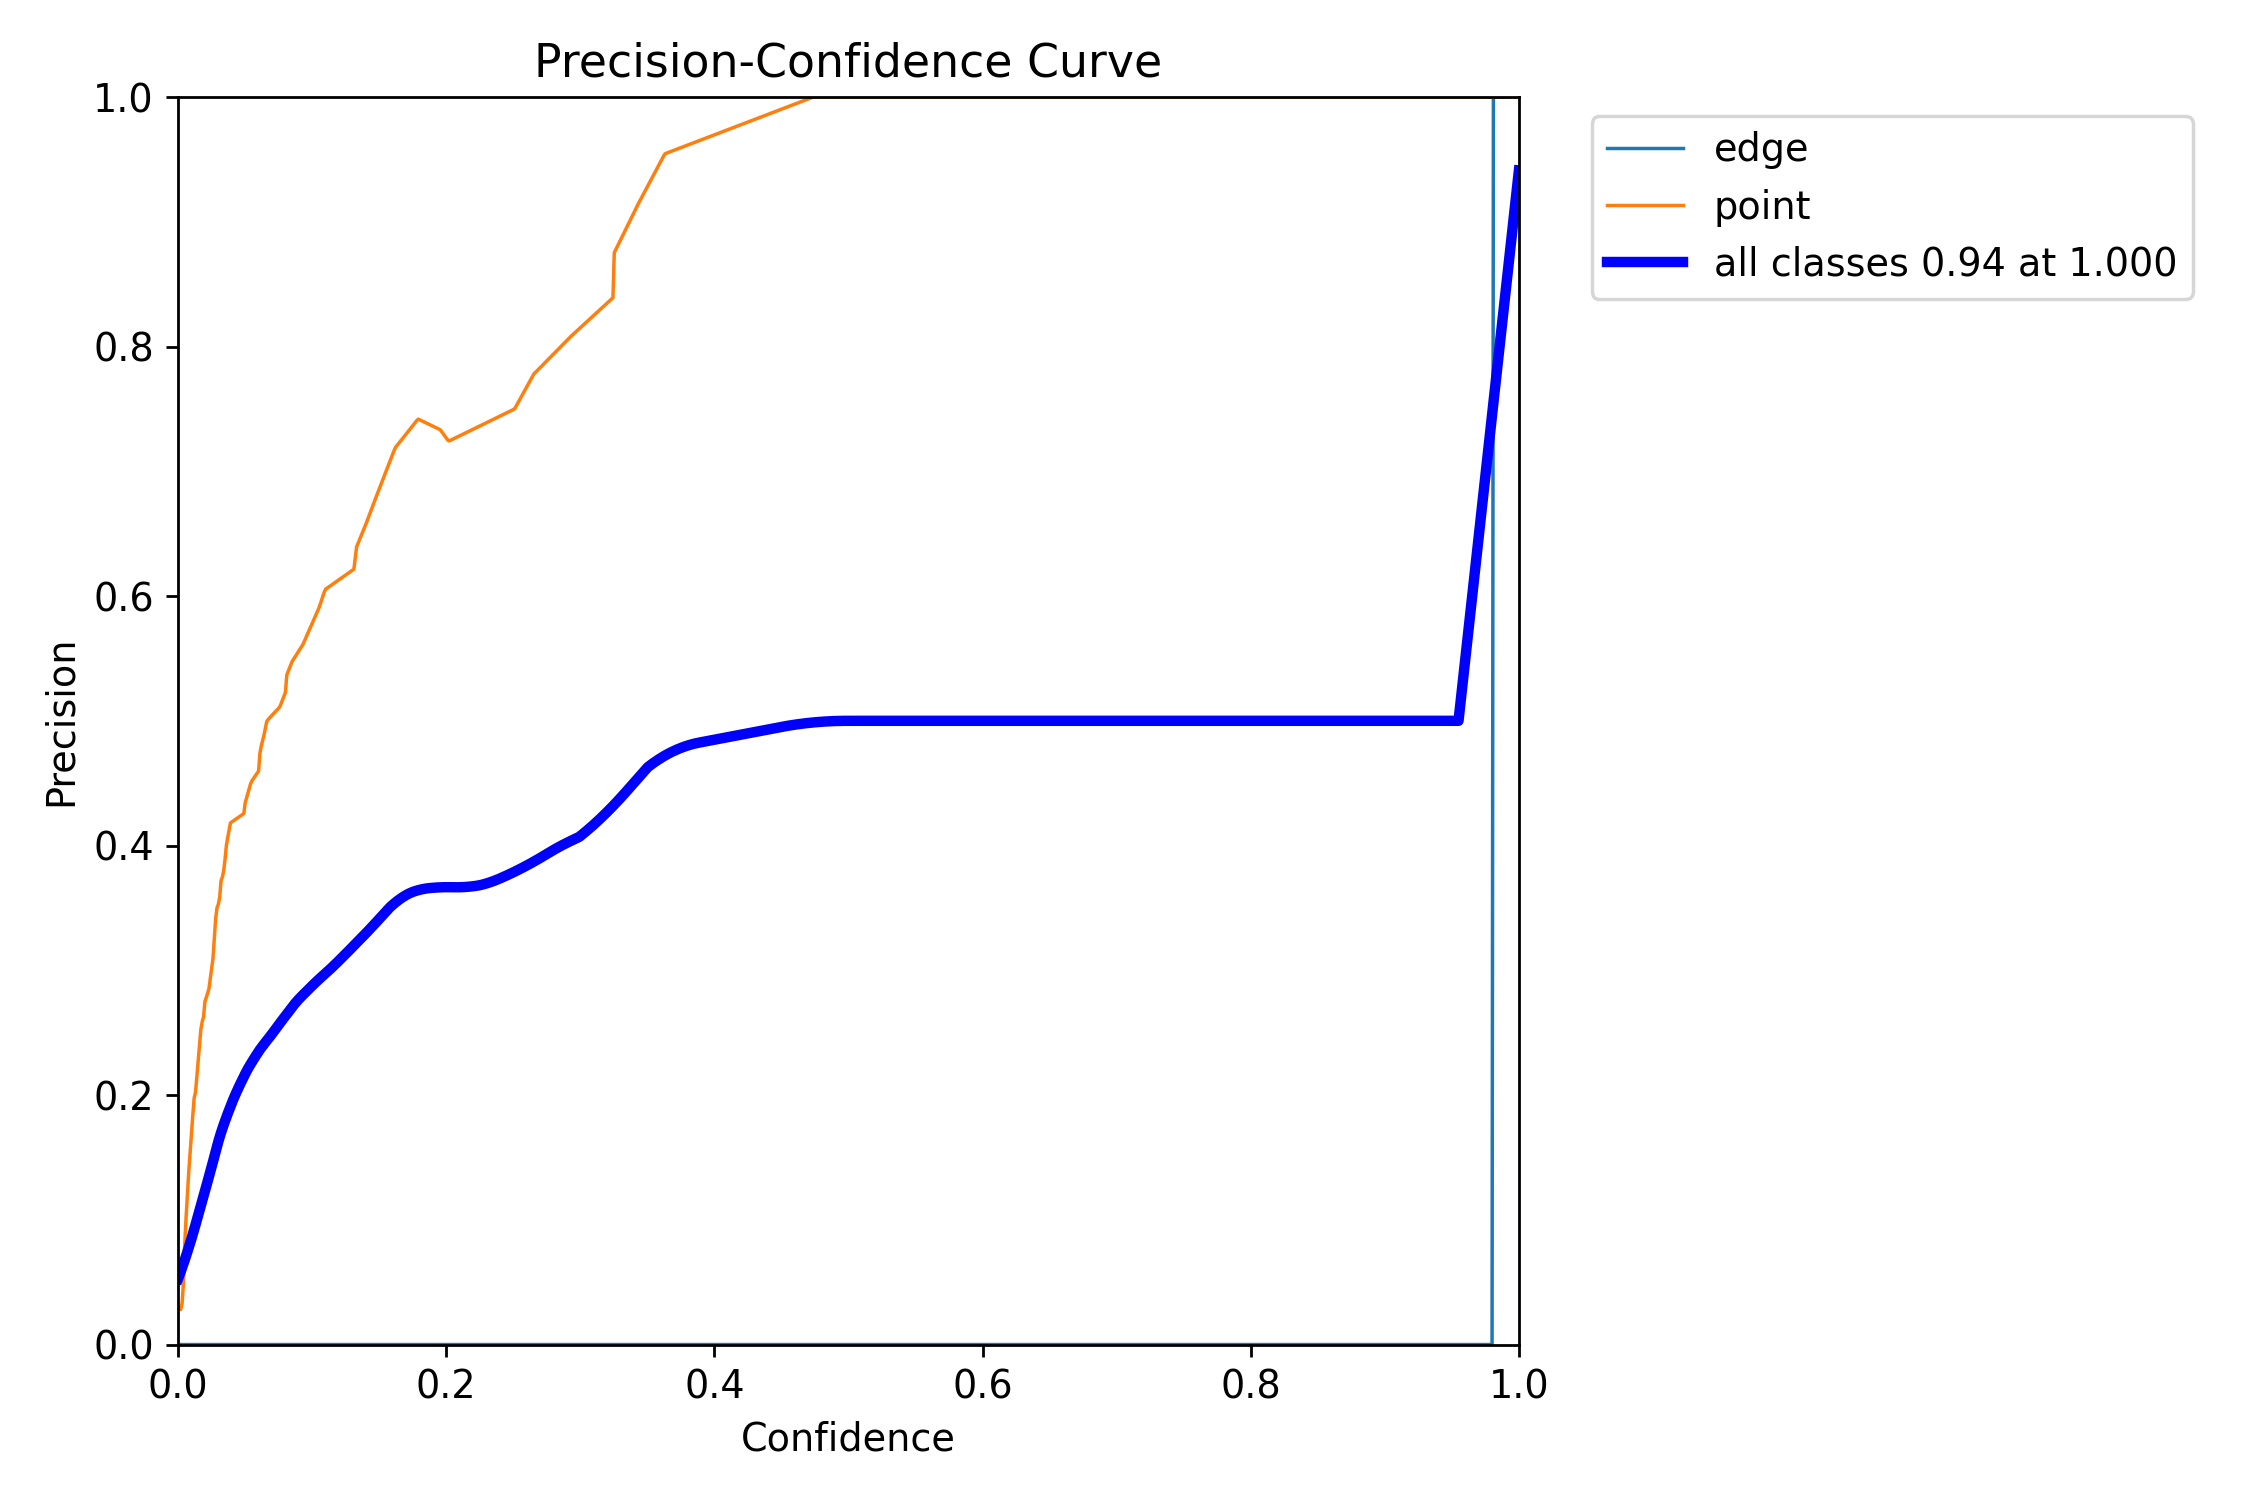 Precision-Confidence Curve
1.0
0.8
0.6
0.4
0.2
0.0
Precision
0.0 0.2 0.4 0.6 0.8 1.0
Confidence
edge
point
all classes 0.94 at 1.000